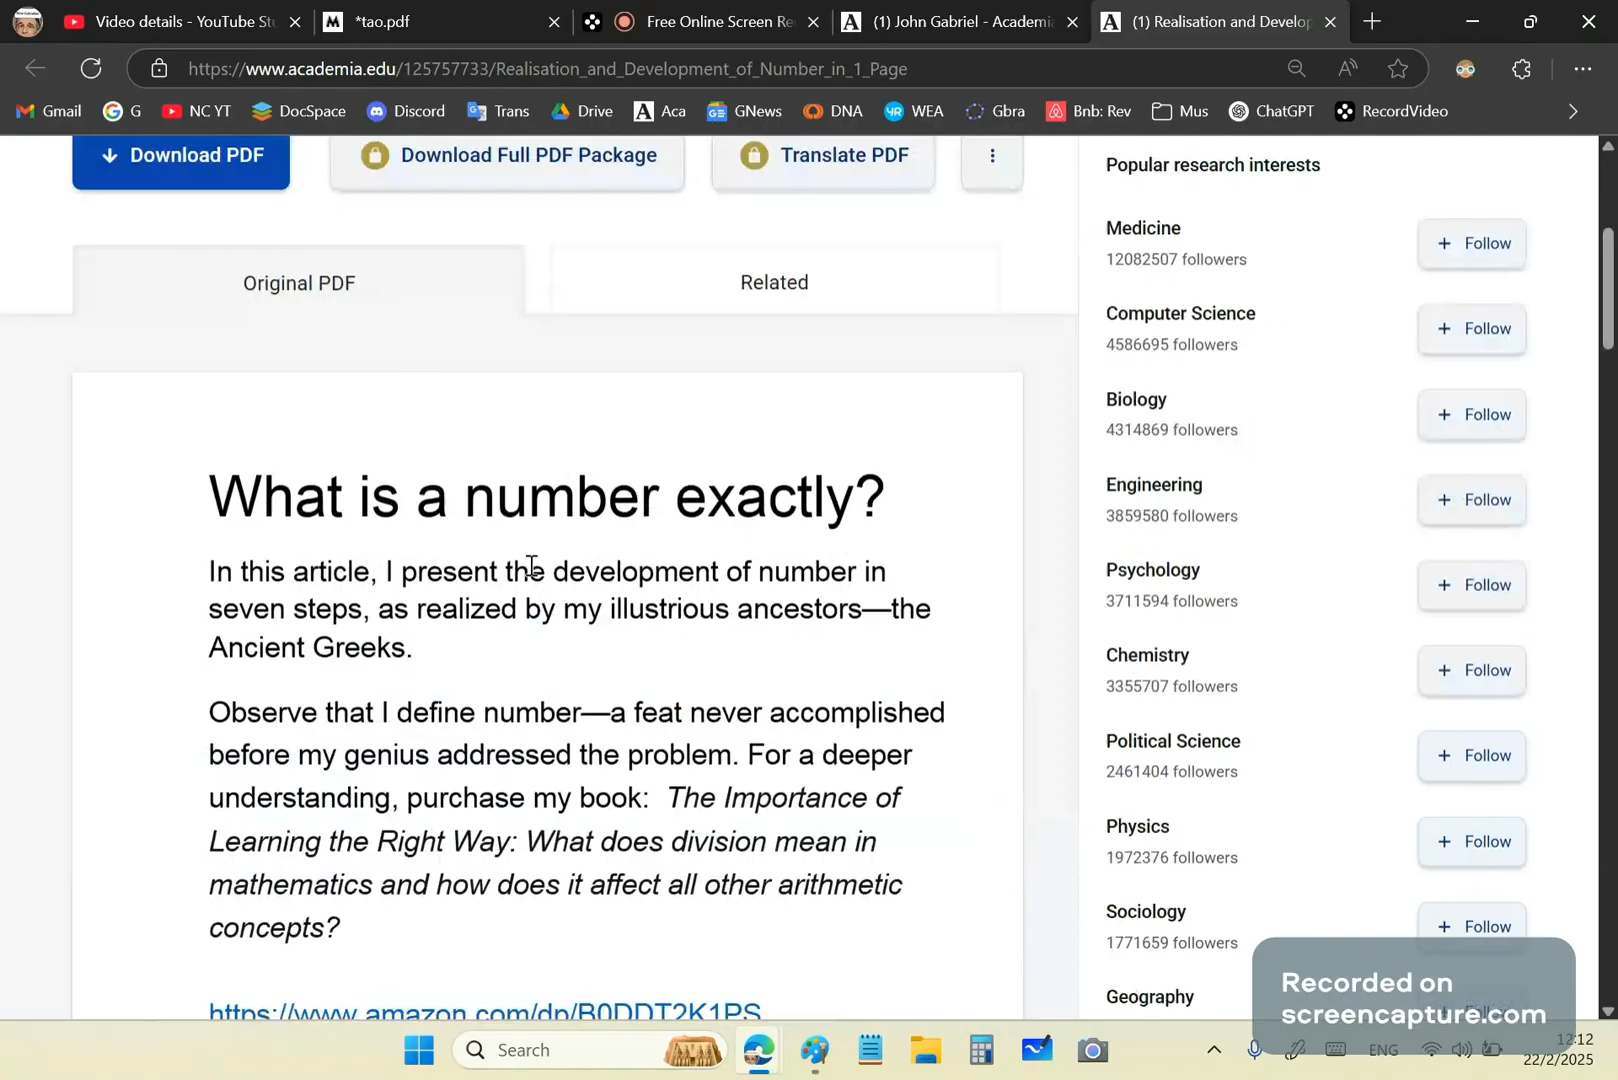 Video details - YouTube Stu
*tao.pdf
Free Online Screen Re
(1) John Gabriel - Academia
(1) Realisation and Develop
https://www.academia.edu/125757733/Realisation_and_Development_of_Number_in_1_Page
Gmail
G
NC YT
DocSpace
Discord
Trans
Drive
Aca
GNews
DNA
WEA
Gbra
Bnb: Rev
Mus
ChatGPT
RecordVideo
Download PDF
Download Full PDF Package
Translate PDF
Original PDF
Related
What is a number exactly?
In this article, I present the development of number in
seven steps, as realized by my illustrious ancestors—the
Ancient Greeks.
Observe that I define number—a feat never accomplished
before my genius addressed the problem. For a deeper
understanding, purchase my book: The Importance of
Learning the Right Way: What does division mean in
mathematics and how does it affect all other arithmetic
concepts?
https://www.amazon.com/dp/B0DDT2K1PS
Popular research interests
Medicine
12082507 followers
+ Follow
Computer Science
4586695 followers
+ Follow
Biology
4314869 followers
+ Follow
Engineering
3859580 followers
+ Follow
Psychology
3711594 followers
+ Follow
Chemistry
3355707 followers
+ Follow
Political Science
2461404 followers
+ Follow
Physics
1972376 followers
+ Follow
Sociology
1771659 followers
+ Follow
Geography
Recorded on
screencapture.com
Search
ENG
12:12
22/2/2025